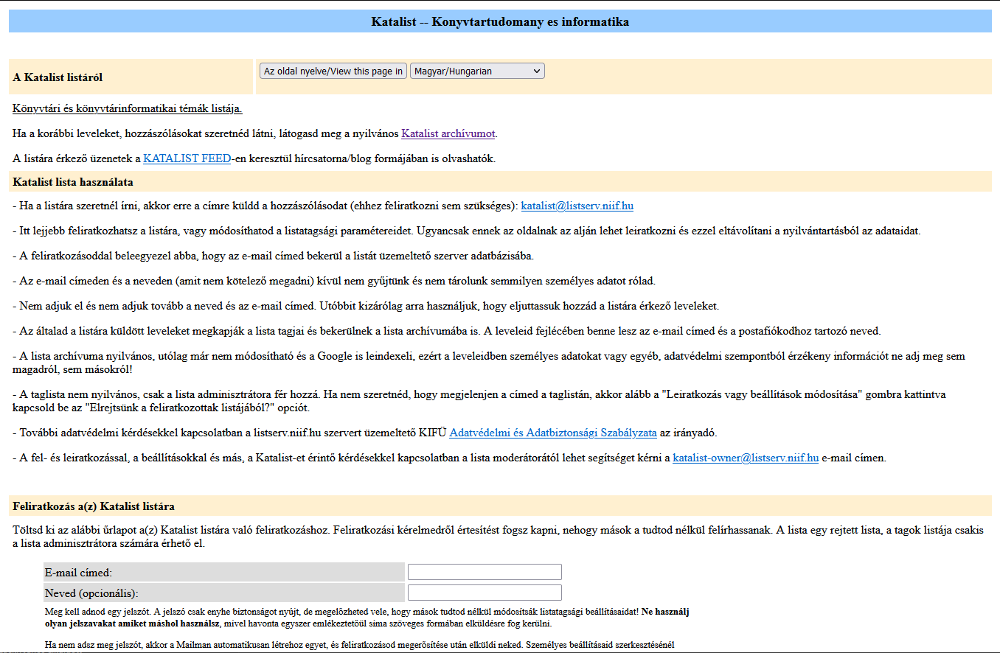 Katalist -- Konyvtartudomany es informatika
A Katalist listáról
Az oldal nyelve/View this page in Magyar/Hungarian
Könyvtári és könyvtárinformatikai témák listája.
Ha a korábbi leveleket, hozzászólásokat szeretnéd látni, látogasd meg a nyilvános Katalist archívumot.
A listára érkező üzenetek a KATALIST FEED-en keresztül hírcsatorna/blog formájában is olvashatók.
Katalist lista használata
- Ha a listára szeretnél írni, akkor erre a címre küldd a hozzászólásodat (ehhez feliratkozni sem szükséges): katalist@listserv.niif.hu
- Itt lejjebb feliratkozhatsz a listára, vagy módosíthatod a listatagsági paramétereidet. Ugyancsak ennek az oldalnak az alján lehet leiratkozni és ezzel eltávolítani a nyilvántartásból az adataidat.
- A feliratkozásoddal beleegyezel abba, hogy az e-mail címed bekerül a listát üzemeltető szerver adatbázisába.
- Az e-mail címeden és a neveden (amit nem kötelező megadni) kívül nem gyűjtünk és nem tárolunk semmilyen személyes adatot rólad.
- Nem adjuk el és nem adjuk tovább a neved és az e-mail címed. Utóbbit kizárólag arra használjuk, hogy eljuttassuk hozzád a listára érkező leveleket.
- Az általad a listára küldött leveleket megkapják a lista tagjai és bekerülnek a lista archívumába is. A leveleid fejlécében benne lesz az e-mail címed és a postafiókodhoz tartozó neved.
- A lista archívuma nyilvános, utólag már nem módosítható és a Google is leindexeli, ezért a leveleidben személyes adatokat vagy egyéb, adatvédelmi szempontból érzékeny információt ne adj meg sem
magadról, sem másokról!
- A taglista nem nyilvános, csak a lista adminisztrátora fér hozzá. Ha nem szeretnéd, hogy megjelenjen a címed a taglistán, akkor alább a "Leiratkozás vagy beállítások módosítása" gombra kattintva
kapcsold be az "Elrejtsünk a feliratkozottak listájából?" opciót.
- További adatvédelmi kérdésekkel kapcsolatban a listserv.niif.hu szervert üzemeltető KIFÜ Adatvédelmi és Adatbiztonsági Szabályzata az irányadó.
- A fel- és leiratkozással, a beállításokkal és más, a Katalist-et érintő kérdésekkel kapcsolatban a lista moderátorától lehet segítséget kérni a katalist-owner@listserv.niif.hu e-mail címen.
Feliratkozás a(z) Katalist listára
Töltsd ki az alábbi űrlapot a(z) Katalist listára való feliratkozáshoz. Feliratkozási kérelmedről értesítést fogsz kapni, nehogy mások a tudtod nélkül felírhassanak. A lista egy rejtett lista, a tagok listája csakis
a lista adminisztrátora számára érhető el.
E-mail címed:
Neved (opcionális):
Meg kell adnod egy jelszót. A jelszó csak enyhe biztonságot nyújt, de megelőzheted vele, hogy mások tudtod nélkül módosítsák listatagsági beállításaidat! Ne használj
olyan jelszavakat amiket máshol használsz, mivel havonta egyszer emlékeztetőül sima szöveges formában elküldésre fog kerülni.
Ha nem adsz meg jelszót, akkor a Mailman automatikusan létrehoz egyet, és feliratkozásod megerősítése után elküldi neked. Személyes beállításaid szerkesztésénél